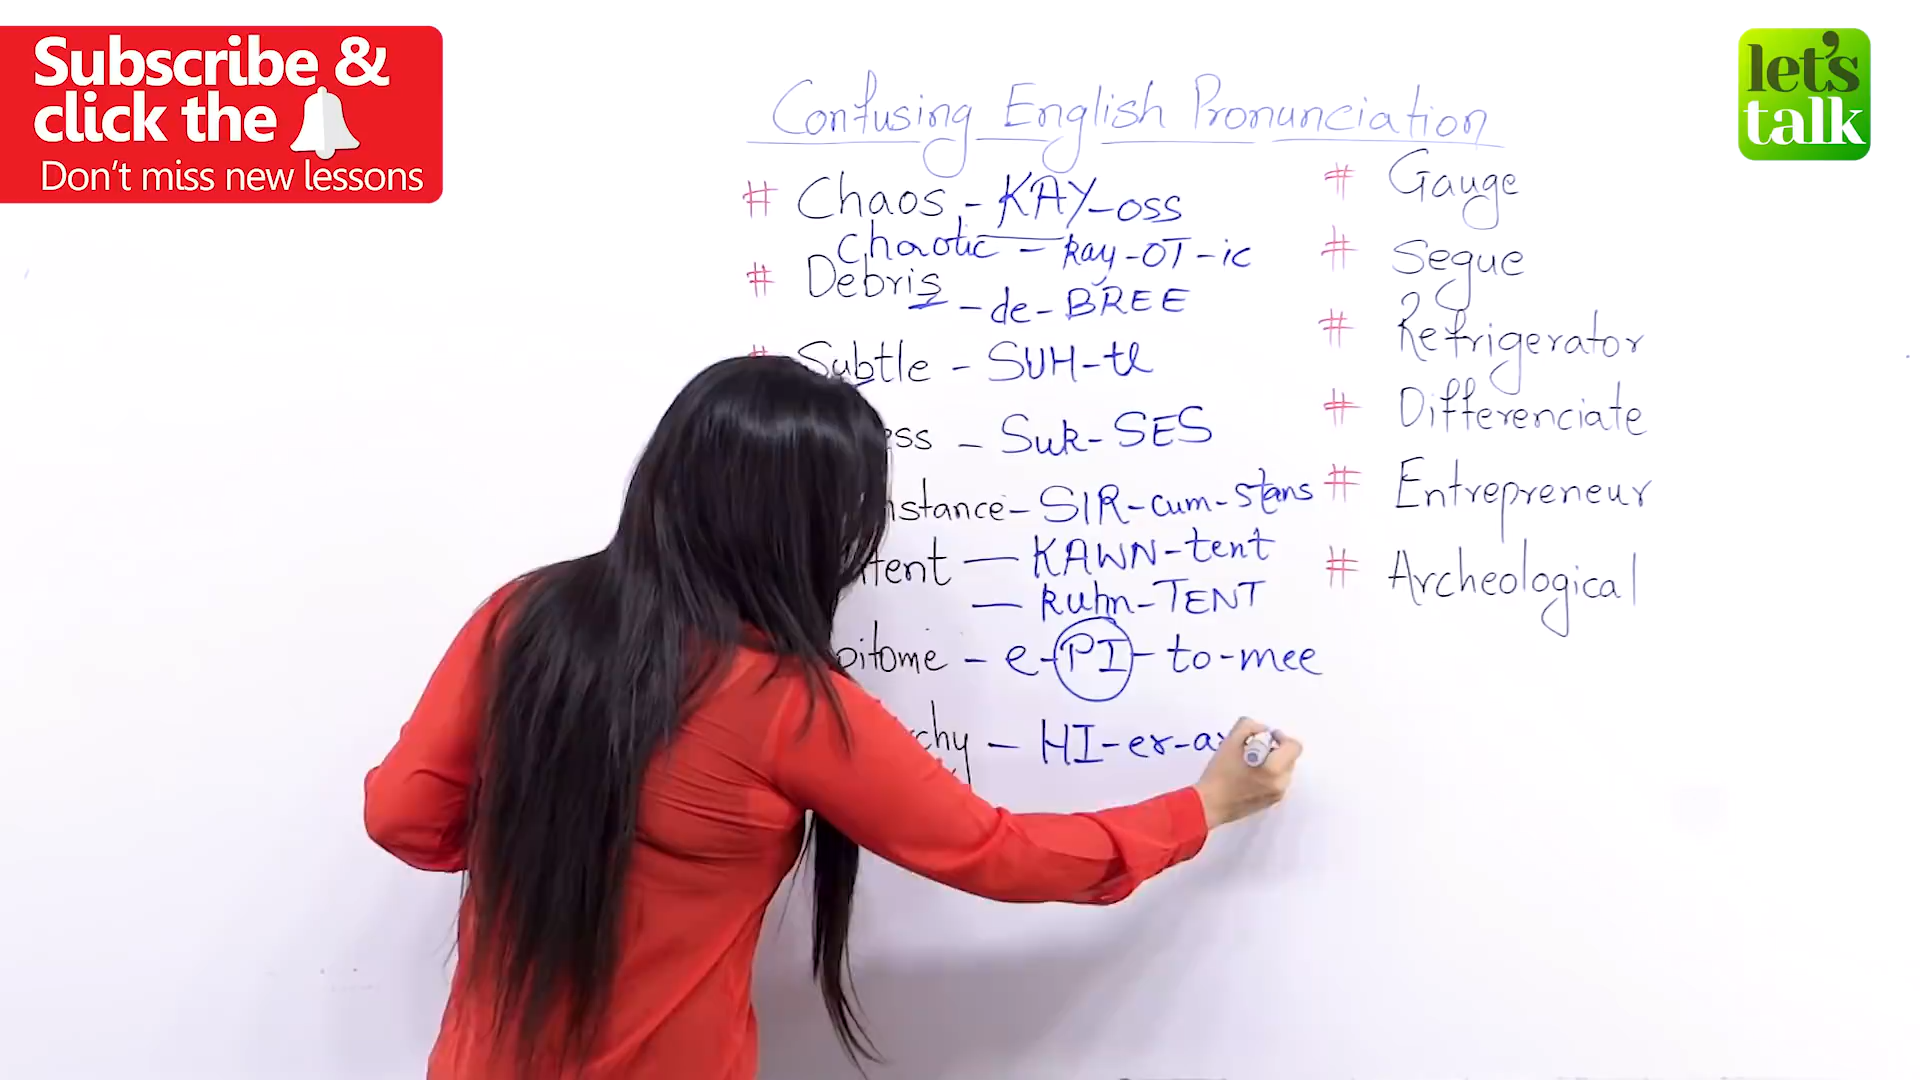 Subscribe &
click the
Don't miss new lessons
let's
talk
Confusing English Pronunciation
# Chaos - KAY-oss
Chaotic - kay-OT-ic
# Debris - de-BREE
# Subtle - SUH-tl
ess - Suk-SES
nstance - SIR-cum-stans
tent - KAWN-tent
- kuhn-TENT
pitome - e-PI-to-mee
chy - HI-er-ar
# Gauge
# Segue
# Refrigerator
# Differenciate
# Entrepreneur
# Archeological